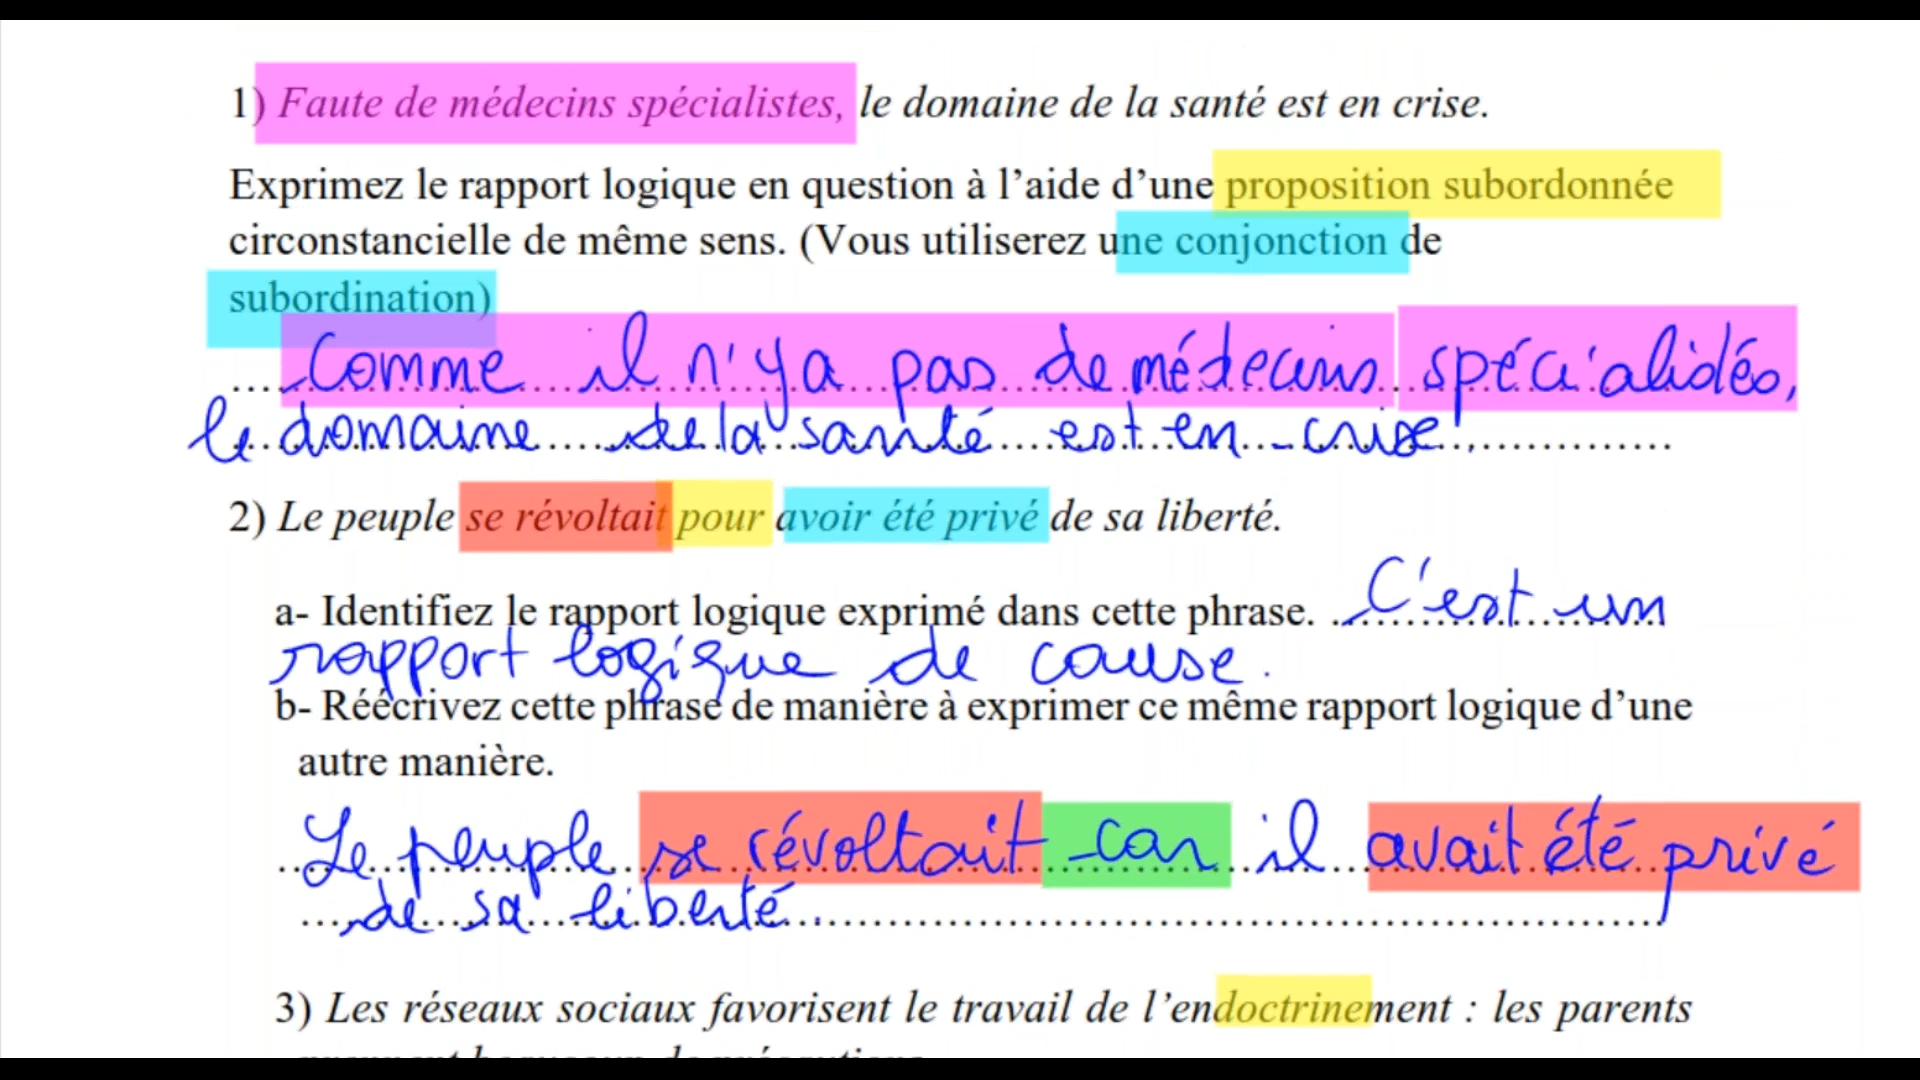 1) Faute de médecins spécialistes, le domaine de la santé est en crise.
Exprimez le rapport logique en question à l’aide d’une proposition subordonnée
circonstancielle de même sens. (Vous utiliserez une conjonction de
subordination)
Comme il n'y a pas de médecins spécialisés,
le domaine de la santé est en crise.
2) Le peuple se révoltait pour avoir été privé de sa liberté.
a- Identifiez le rapport logique exprimé dans cette phrase. C'est un
rapport logique de cause.
b- Réécrivez cette phrase de manière à exprimer ce même rapport logique d’une
autre manière.
Le peuple se révoltait car il avait été privé
de sa liberté.
3) Les réseaux sociaux favorisent le travail de l’endoctrinement : les parents